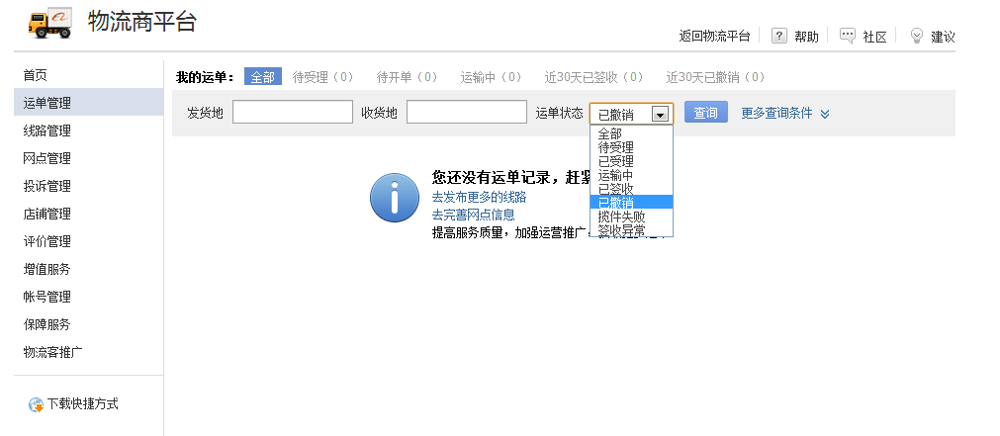 物流商平台
返回物流平台 帮助 社区 建议
首页
运单管理
线路管理
网点管理
投诉管理
店铺管理
评价管理
增值服务
帐号管理
保障服务
物流客推广
下载快捷方式
我的运单： 全部 待受理（0） 待开单（0） 运输中（0） 近30天已签收（0） 近30天已撤销（0）
发货地 收货地 运单状态 已撤销 查询 更多查询条件
全部
待受理
已受理
运输中
已签收
已撤销
揽件失败
签收异常
您还没有运单记录，赶
去发布更多的线路
去完善网点信息
提高服务质量，加强运营推广，